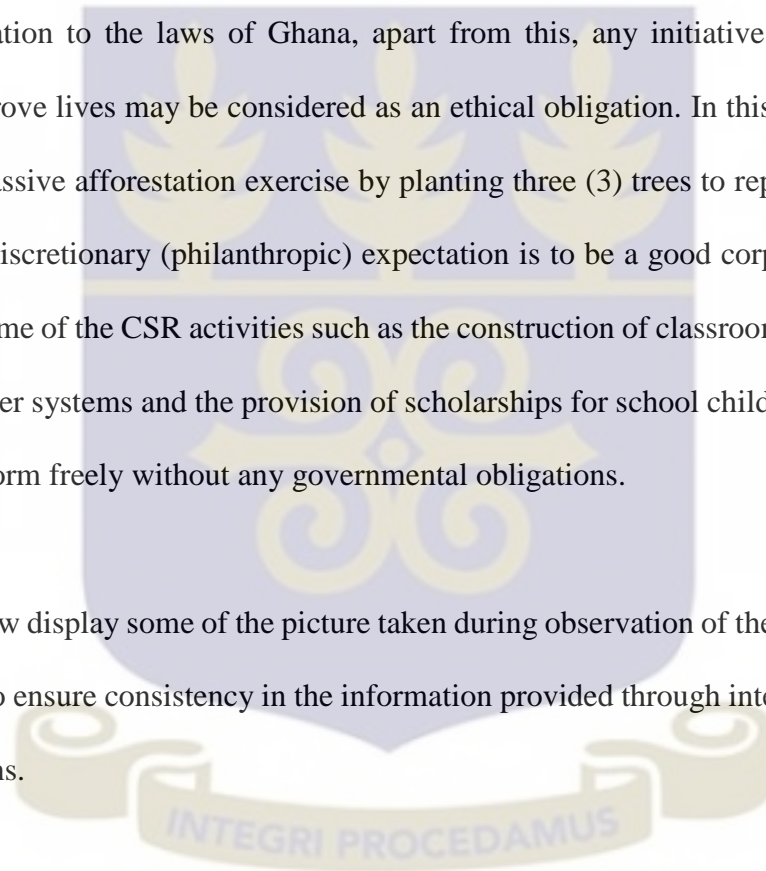 ation to the laws of Ghana, apart from this, any initiative
rove lives may be considered as an ethical obligation. In this
assive afforestation exercise by planting three (3) trees to rep
iscretionary (philanthropic) expectation is to be a good corp
me of the CSR activities such as the construction of classroom
er systems and the provision of scholarships for school child
orm freely without any governmental obligations.
w display some of the picture taken during observation of the
o ensure consistency in the information provided through inte
ns.
INTEGRI PROCEDAMUS